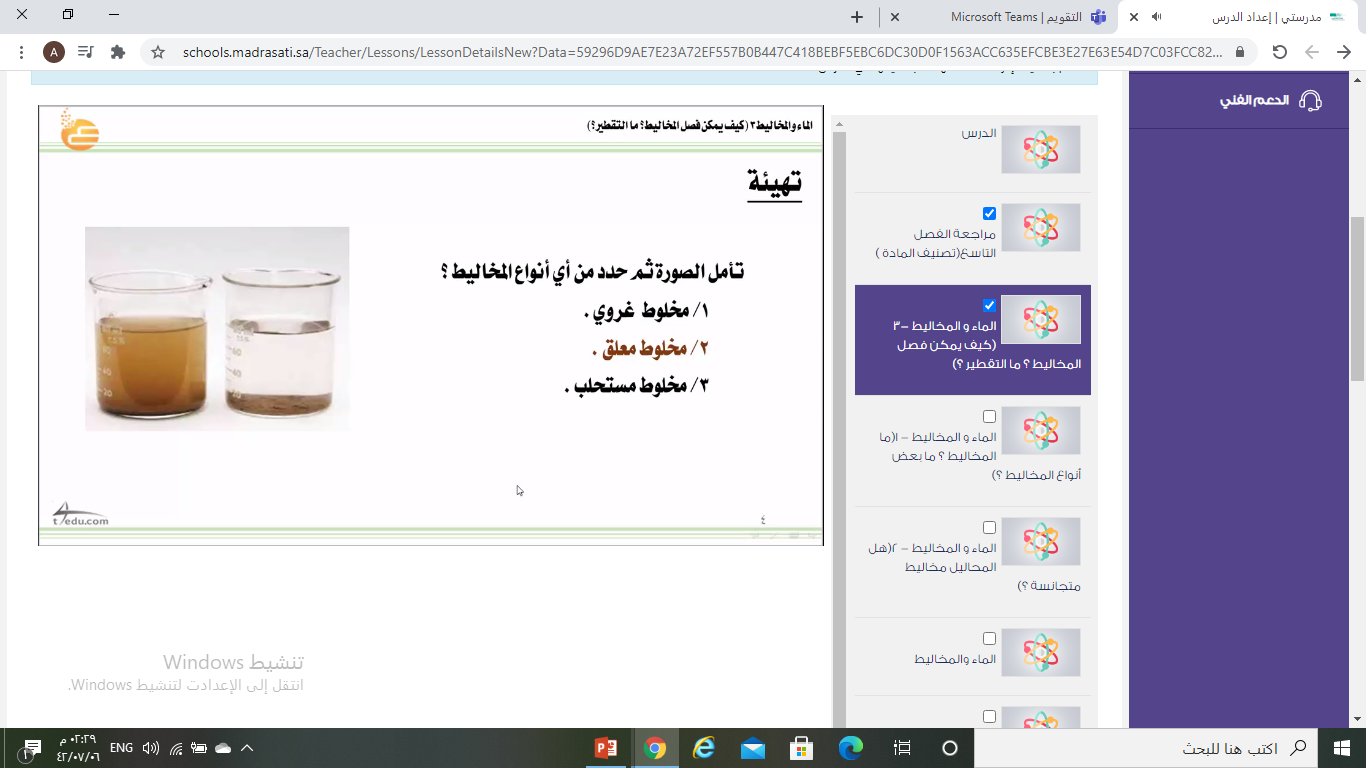 مدرستي | إعداد الدرس
التقويم | Microsoft Teams
schools.madrasati.sa/Teacher/Lessons/LessonDetailsNew?Data=59296D9AE7E23A72EF557B0B447C418BEBF5EBC6DC30D0F1563ACC635EFCBE3E27E63E54D7C03FCC82...
A
الدعم الفني
الدرس
مراجعة الفصل
التاسع(تصنيف المادة )
الماء و المخاليط -٣
(كيف يمكن فصل
المخاليط ؟ ما التقطير ؟)
الماء و المخاليط - ١(ما
المخاليط ؟ ما بعض
أنواع المخاليط ؟)
الماء و المخاليط - ٢(هل
المحاليل مخاليط
متجانسة ؟)
الماء والمخاليط
الماء والمخاليط٣ (كيف يمكن فصل المخاليط؟ ما التقطير؟)
تهيئة
تأمل الصورة ثم حدد من أي أنواع المخاليط ؟
١/ مخلوط غروي .
٢/ مخلوط معلق .
٣/ مخلوط مستحلب .
t4edu.com
٤
تنشيط Windows
انتقل إلى الإعدادت لتنشيط Windows.
اكتب هنا للبحث
ENG
٠٢:٢٩ م
٤٢/٠٧/٠٦
١